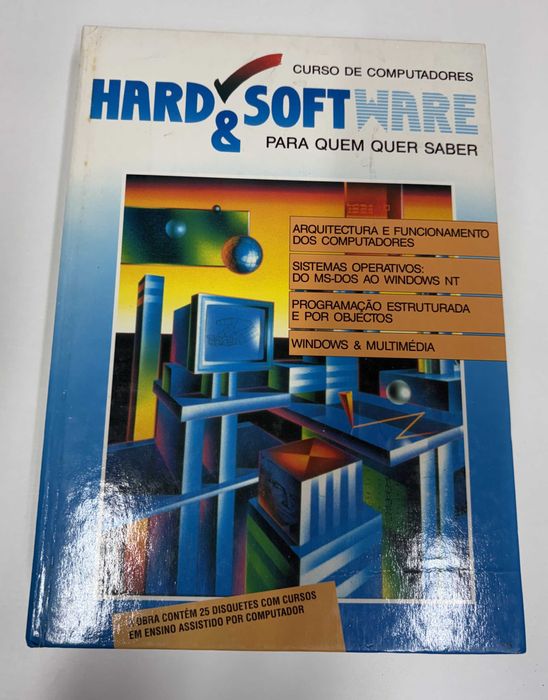 CURSO DE COMPUTADORES
HARD & SOFTWARE
PARA QUEM QUER SABER
ARQUITECTURA E FUNCIONAMENTO
DOS COMPUTADORES
SISTEMAS OPERATIVOS:
DO MS-DOS AO WINDOWS NT
PROGRAMAÇÃO ESTRUTURADA
E POR OBJECTOS
WINDOWS & MULTIMÉDIA
OBRA CONTÉM 25 DISQUETES COM CURSOS
EM ENSINO ASSISTIDO POR COMPUTADOR